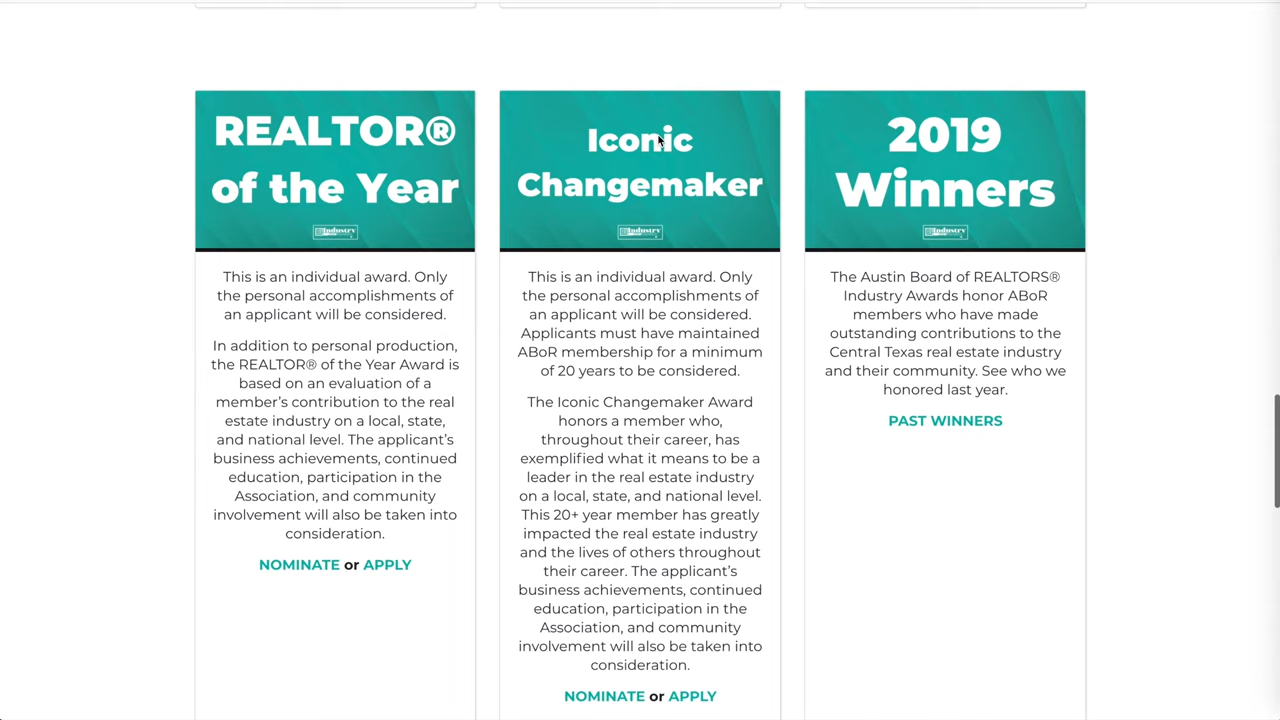 REALTOR®
of the Year
Industry
This is an individual award. Only
the personal accomplishments of
an applicant will be considered.
In addition to personal production,
the REALTOR® of the Year Award is
based on an evaluation of a
member’s contribution to the real
estate industry on a local, state,
and national level. The applicant’s
business achievements, continued
education, participation in the
Association, and community
involvement will also be taken into
consideration.
NOMINATE or APPLY
Iconic
Changemaker
Industry
This is an individual award. Only
the personal accomplishments of
an applicant will be considered.
Applicants must have maintained
ABoR membership for a minimum
of 20 years to be considered.
The Iconic Changemaker Award
honors a member who,
throughout their career, has
exemplified what it means to be a
leader in the real estate industry
on a local, state, and national level.
This 20+ year member has greatly
impacted the real estate industry
and the lives of others throughout
their career. The applicant’s
business achievements, continued
education, participation in the
Association, and community
involvement will also be taken into
consideration.
NOMINATE or APPLY
2019
Winners
Industry
The Austin Board of REALTORS®
Industry Awards honor ABoR
members who have made
outstanding contributions to the
Central Texas real estate industry
and their community. See who we
honored last year.
PAST WINNERS